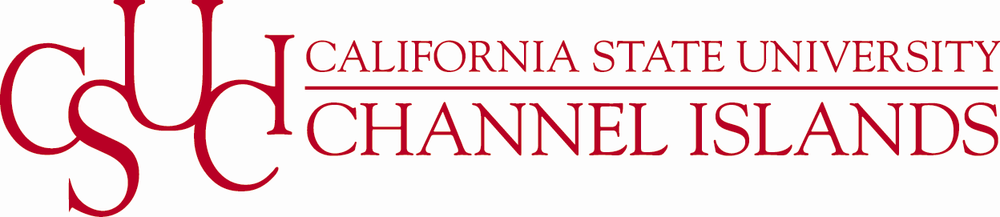 CSUCI
CALIFORNIA STATE UNIVERSITY
CHANNEL ISLANDS